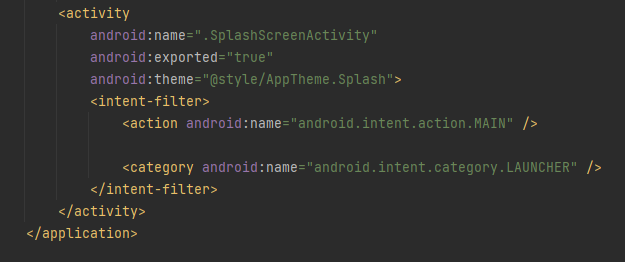 <activity
android:name=".SplashScreenActivity"
android:exported="true"
android:theme="@style/AppTheme.Splash">
<intent-filter>
<action android:name="android.intent.action.MAIN" />
<category android:name="android.intent.category.LAUNCHER" />
</intent-filter>
</activity>
</application>